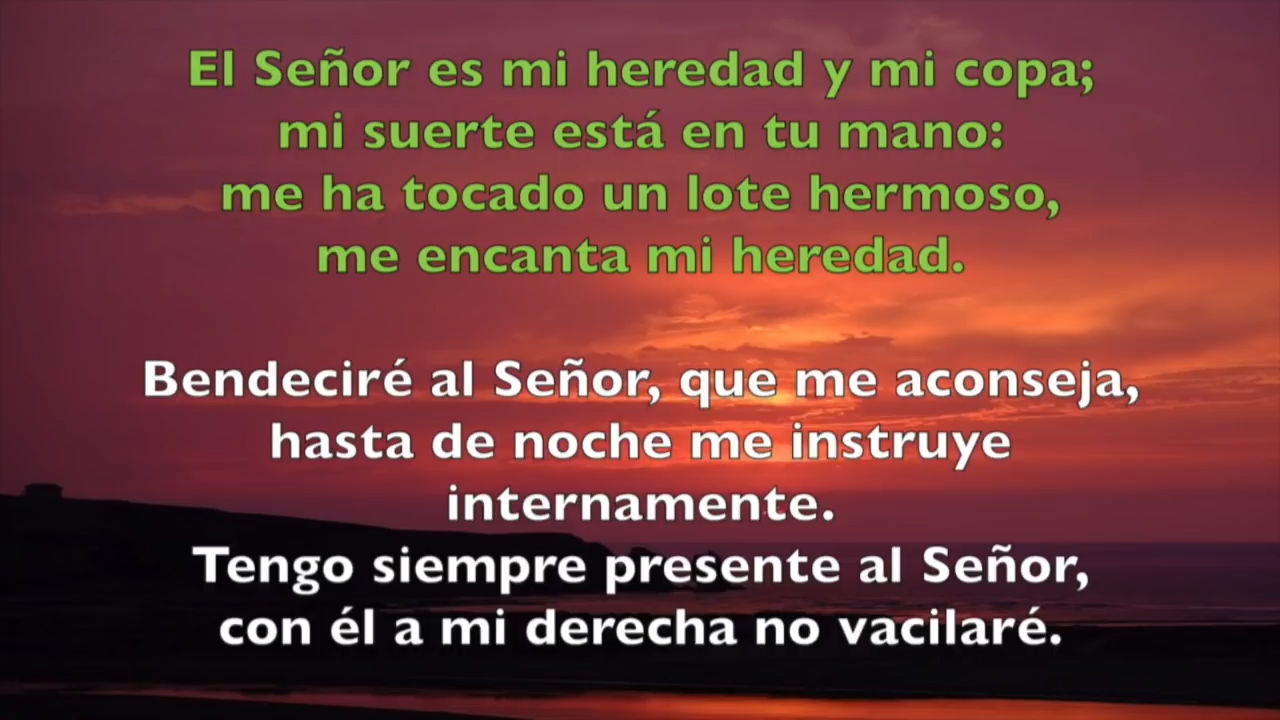 El Señor es mi heredad y mi copa;
mi suerte está en tu mano:
me ha tocado un lote hermoso,
me encanta mi heredad.
Bendeciré al Señor, que me aconseja,
hasta de noche me instruye
internamente.
Tengo siempre presente al Señor,
con él a mi derecha no vacilaré.